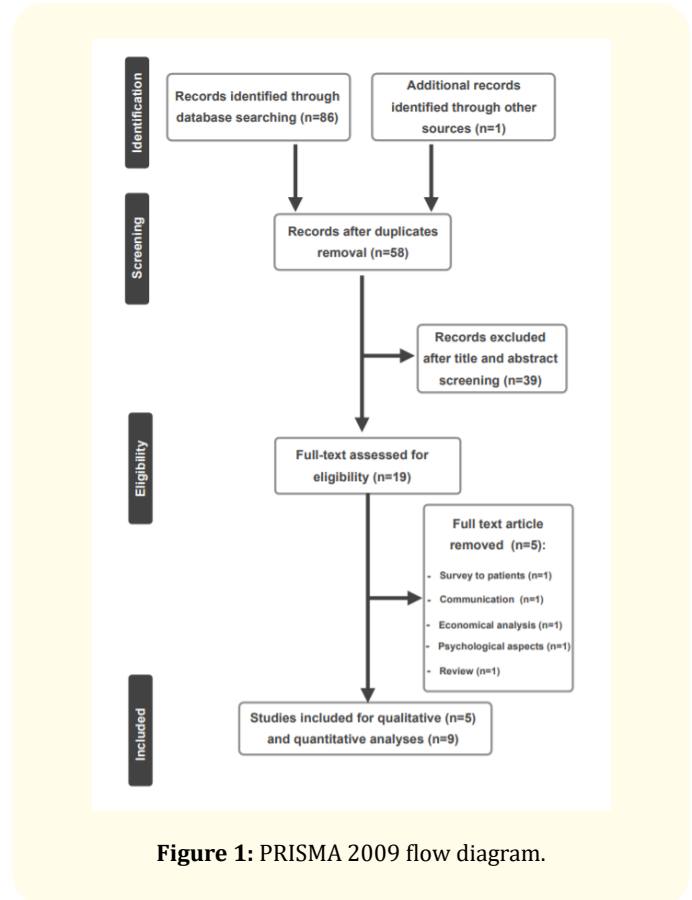 Identification
Records identified through
database searching (n=86)
Additional records
identified through other
sources (n=1)
Screening
Records after duplicates
removal (n=58)
Records excluded
after title and abstract
screening (n=39)
Eligibility
Full-text assessed for
eligibility (n=19)
Full text article
removed (n=5):
- Survey to patients (n=1)
- Communication (n=1)
- Economical analysis (n=1)
- Psychological aspects (n=1)
- Review (n=1)
Included
Studies included for qualitative (n=5)
and quantitative analyses (n=9)
Figure 1: PRISMA 2009 flow diagram.